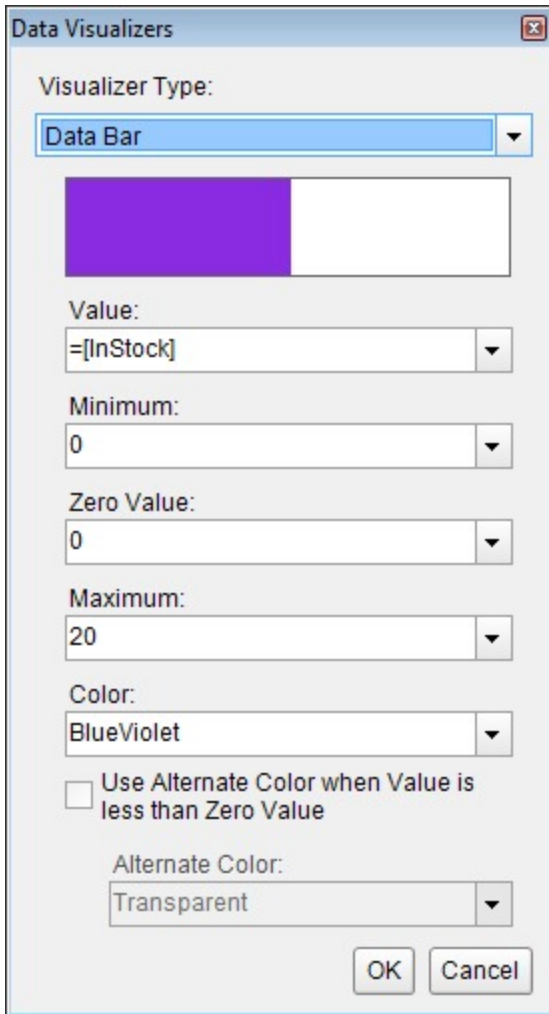 Data Visualizers
Visualizer Type:
Data Bar
Value:
=[InStock]
Minimum:
0
Zero Value:
0
Maximum:
20
Color:
BlueViolet
Use Alternate Color when Value is
less than Zero Value
Alternate Color:
Transparent
OK Cancel